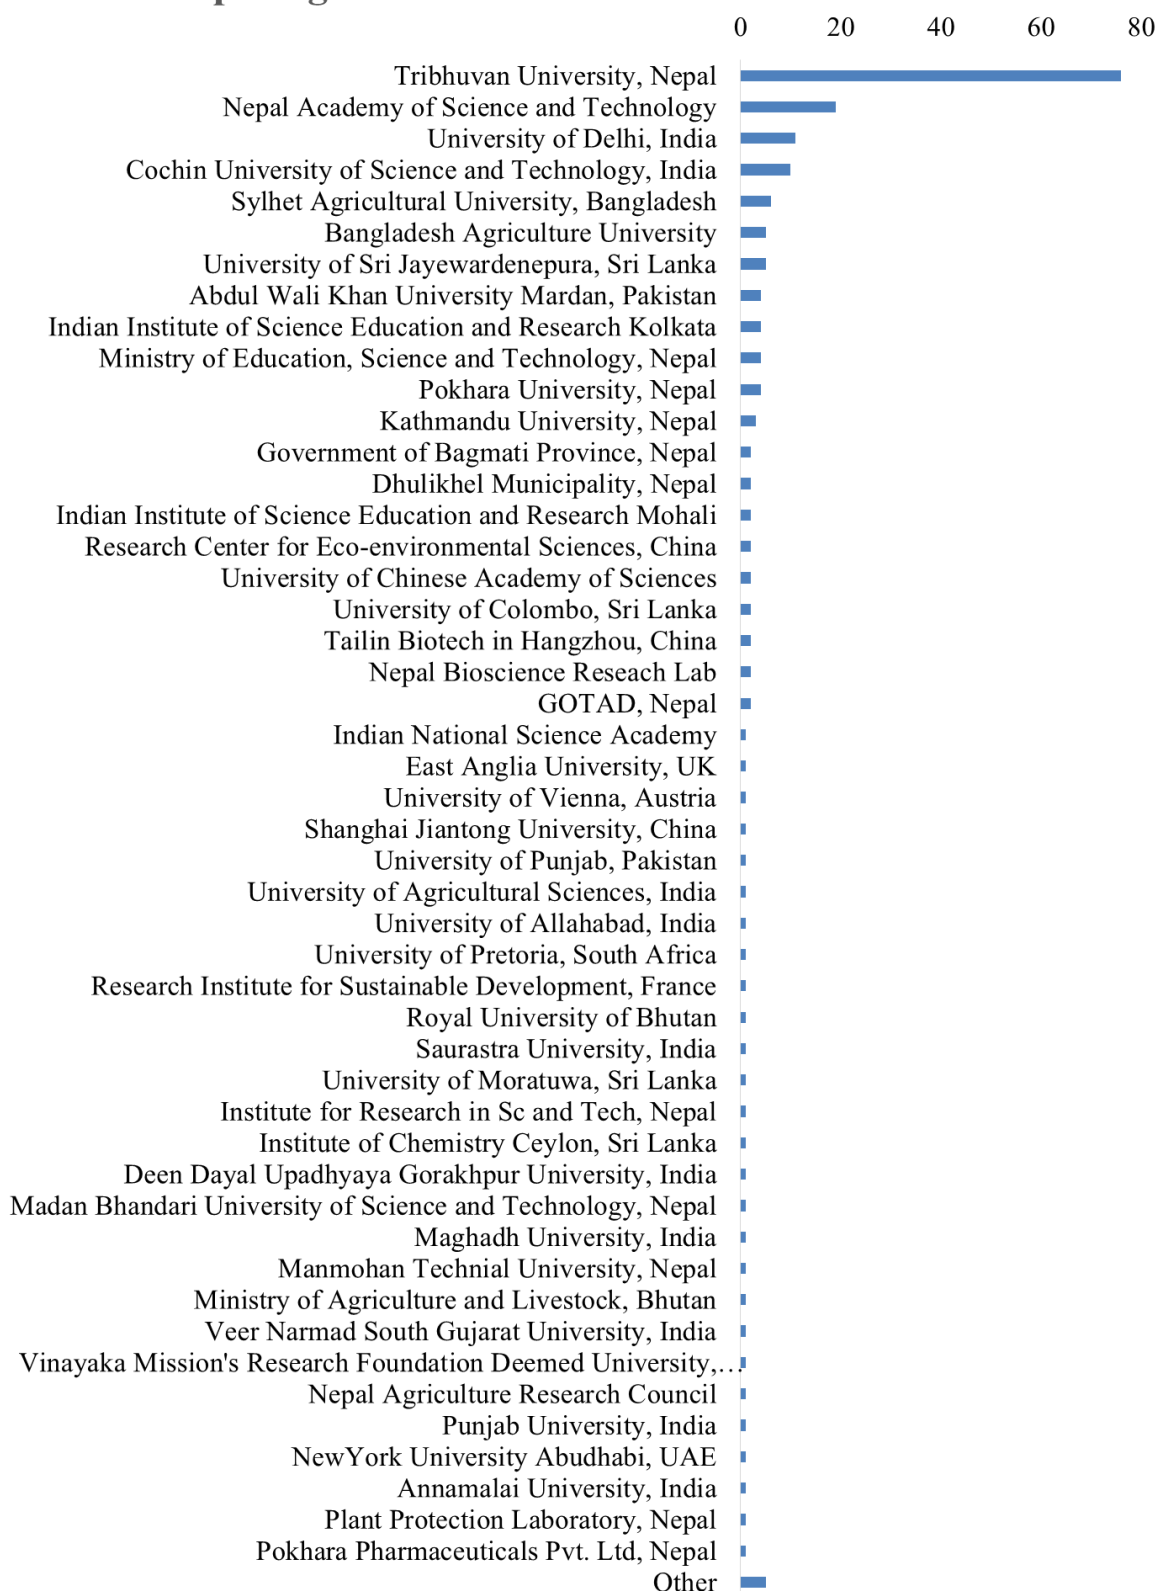 0 20 40 60 80
Tribhuvan University, Nepal
Nepal Academy of Science and Technology
University of Delhi, India
Cochin University of Science and Technology, India
Sylhet Agricultural University, Bangladesh
Bangladesh Agriculture University
University of Sri Jayewardenepura, Sri Lanka
Abdul Wali Khan University Mardan, Pakistan
Indian Institute of Science Education and Research Kolkata
Ministry of Education, Science and Technology, Nepal
Pokhara University, Nepal
Kathmandu University, Nepal
Government of Bagmati Province, Nepal
Dhulikhel Municipality, Nepal
Indian Institute of Science Education and Research Mohali
Research Center for Eco-environmental Sciences, China
University of Chinese Academy of Sciences
University of Colombo, Sri Lanka
Tailin Biotech in Hangzhou, China
Nepal Bioscience Reseach Lab
GOTAD, Nepal
Indian National Science Academy
East Anglia University, UK
University of Vienna, Austria
Shanghai Jiantong University, China
University of Punjab, Pakistan
University of Agricultural Sciences, India
University of Allahabad, India
University of Pretoria, South Africa
Research Institute for Sustainable Development, France
Royal University of Bhutan
Saurastra University, India
University of Moratuwa, Sri Lanka
Institute for Research in Sc and Tech, Nepal
Institute of Chemistry Ceylon, Sri Lanka
Deen Dayal Upadhyaya Gorakhpur University, India
Madan Bhandari University of Science and Technology, Nepal
Maghadh University, India
Manmohan Technial University, Nepal
Ministry of Agriculture and Livestock, Bhutan
Veer Narmad South Gujarat University, India
Vinayaka Mission's Research Foundation Deemed University,…
Nepal Agriculture Research Council
Punjab University, India
NewYork University Abudhabi, UAE
Annamalai University, India
Plant Protection Laboratory, Nepal
Pokhara Pharmaceuticals Pvt. Ltd, Nepal
Other